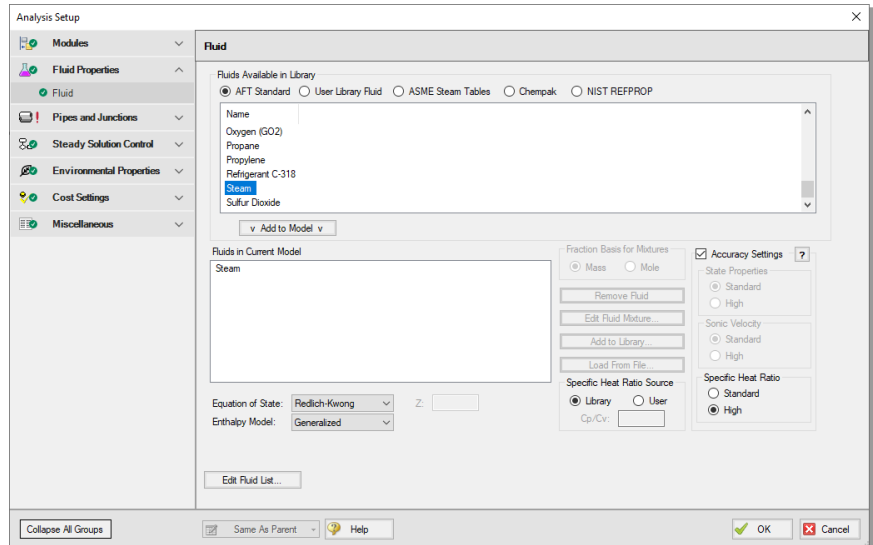 Analysis Setup
Modules
Fluid Properties
Fluid
Pipes and Junctions
Steady Solution Control
Environmental Properties
Cost Settings
Miscellaneous
Collapse All Groups
Fluid
Fluids Available in Library
AFT Standard
User Library Fluid
ASME Steam Tables
Chempak
NIST REFPROP
Name
Oxygen (GO2)
Propane
Propylene
Refrigerant C-318
Steam
Sulfur Dioxide
v Add to Model v
Fluids in Current Model
Steam
Equation of State: Redlich-Kwong
Z:
Enthalpy Model: Generalized
Fraction Basis for Mixtures
Mass
Mole
Remove Fluid
Edit Fluid Mixture...
Add to Library...
Load From File...
Specific Heat Ratio Source
Library
User
Cp/Cv:
Accuracy Settings
?
State Properties
Standard
High
Sonic Velocity
Standard
High
Specific Heat Ratio
Standard
High
Edit Fluid List...
Same As Parent
Help
OK
Cancel